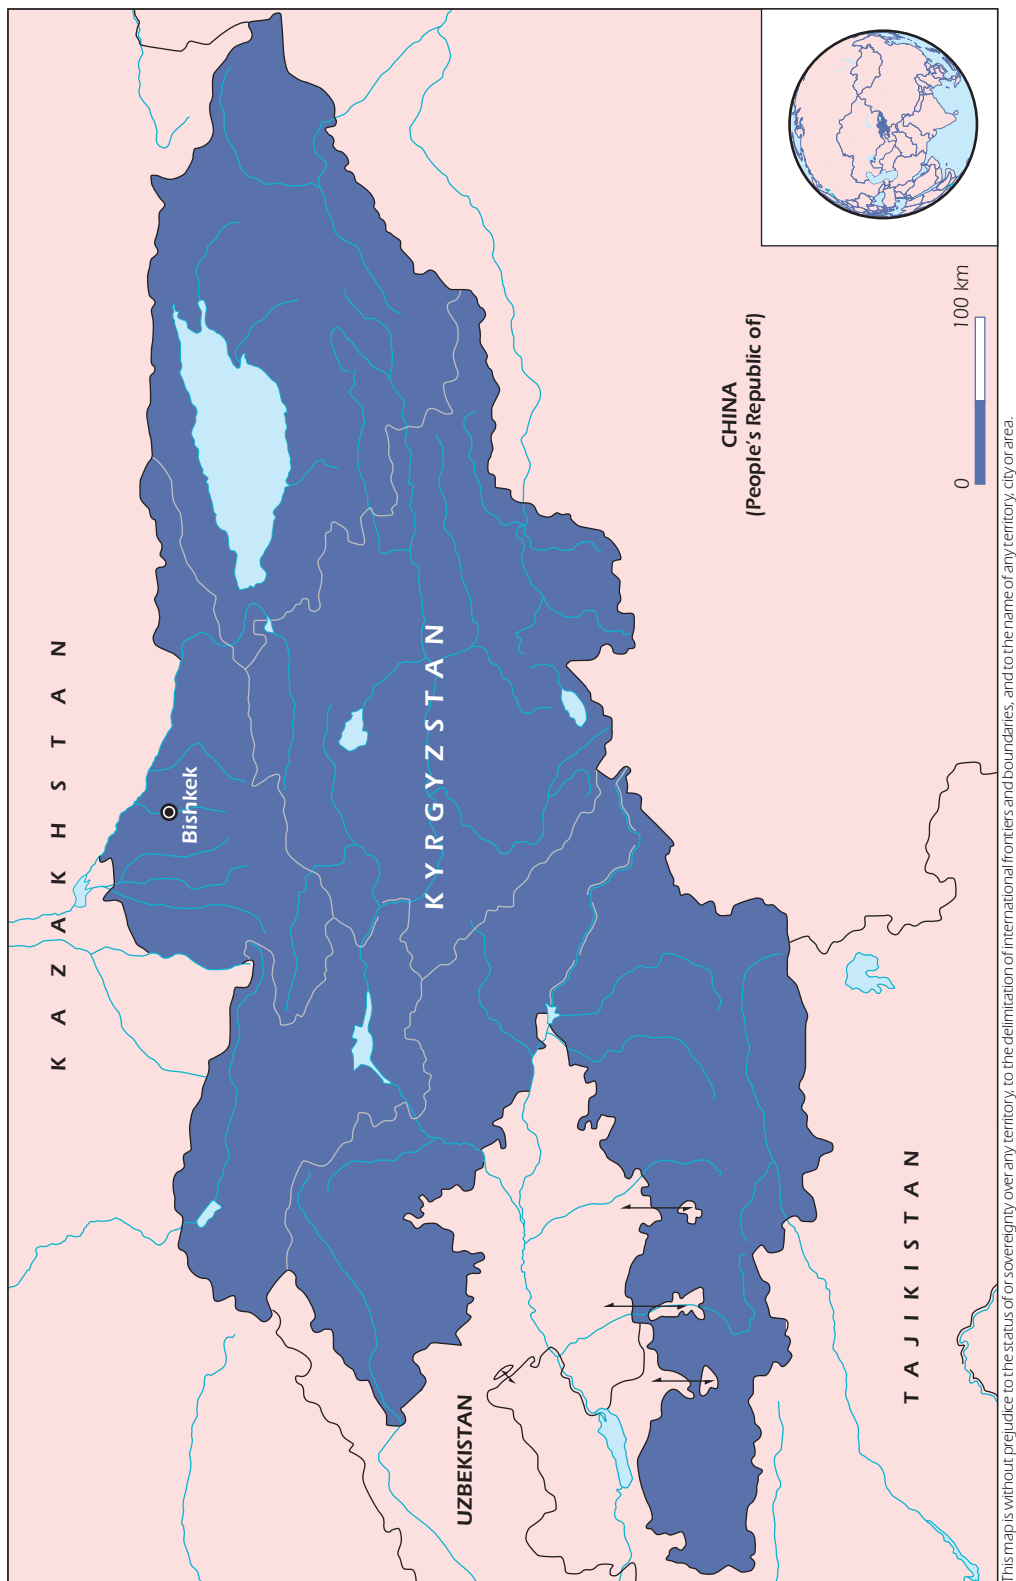 KAZAKHSTAN
Bishkek
KYRGYZSTAN
CHINA
(People's Republic of)
UZBEKISTAN
TAJIKISTAN
0 100 km
This map is without prejudice to the status of or sovereignty over any territory, to the delimitation of international frontiers and boundaries, and to the name of any territory, city or area.